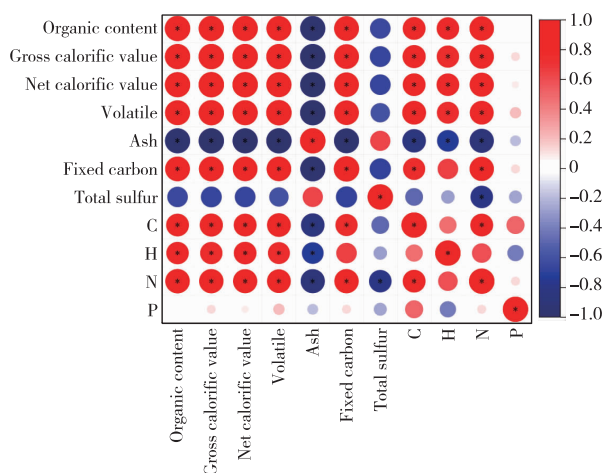 Organic content
Gross calorific value
Net calorific value
Volatile
Ash
Fixed carbon
Total sulfur
C
H
N
P
Organic content
Gross calorific value
Net calorific value
Volatile
Ash
Fixed carbon
Total sulfur
C
H
N
P
1.0
0.8
0.6
0.4
0.2
0
−0.2
−0.4
−0.6
−0.8
−1.0